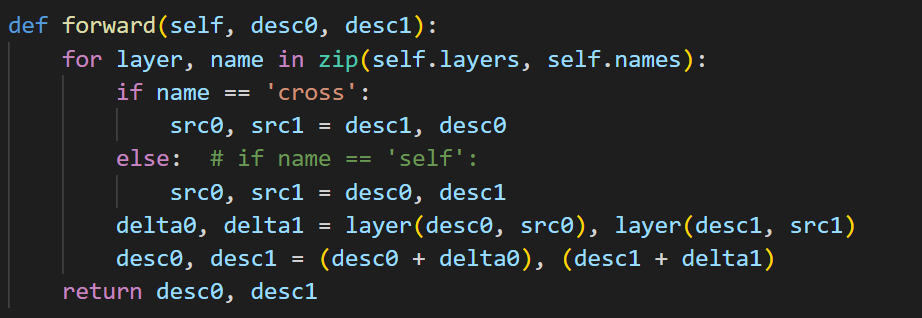 def forward(self, desc0, desc1):
    for layer, name in zip(self.layers, self.names):
        if name == 'cross':
            src0, src1 = desc1, desc0
        else:  # if name == 'self':
            src0, src1 = desc0, desc1
        delta0, delta1 = layer(desc0, src0), layer(desc1, src1)
        desc0, desc1 = (desc0 + delta0), (desc1 + delta1)
    return desc0, desc1